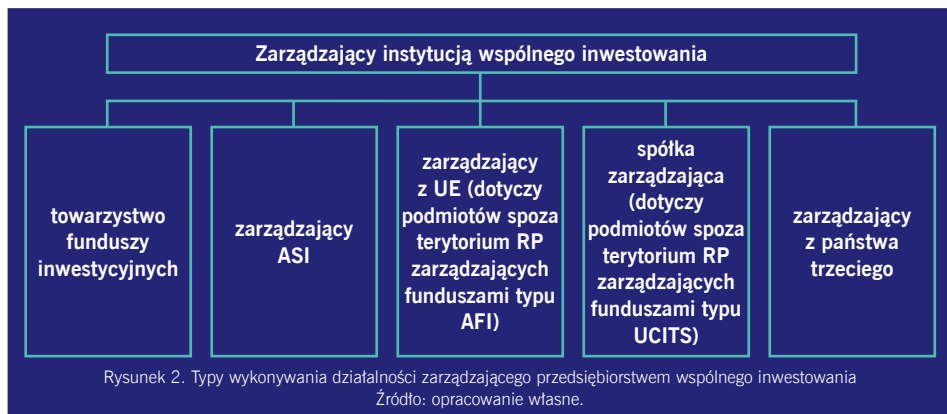 Zarządzający instytucją wspólnego inwestowania
towarzystwo
funduszy
inwestycyjnych
zarządzający
ASI
zarządzający
z UE (dotyczy
podmiotów spoza
terytorium RP
zarządzających
funduszami typu
AFI)
spółka
zarządzająca
(dotyczy
podmiotów spoza
terytorium RP
zarządzających
funduszami typu
UCITS)
zarządzający
z państwa
trzeciego
Rysunek 2. Typy wykonywania działalności zarządzającego przedsiębiorstwem wspólnego inwestowania
Źródło: opracowanie własne.